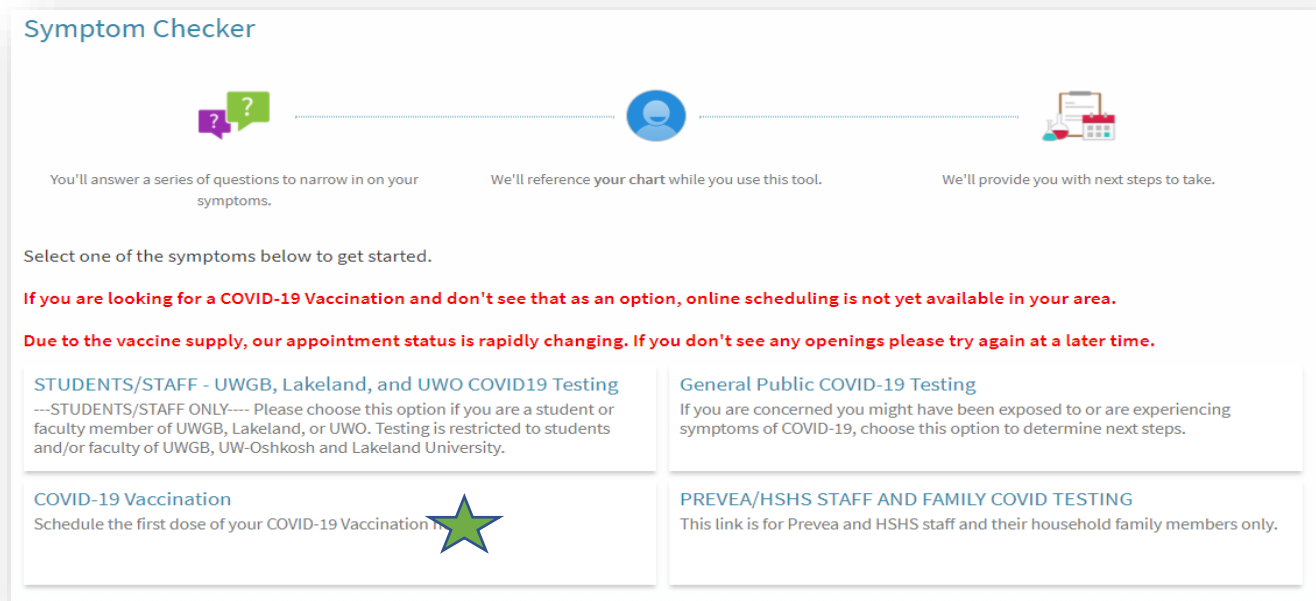 Symptom Checker
? ?
You'll answer a series of questions to narrow in on your
symptoms.
We'll reference your chart while you use this tool.
We'll provide you with next steps to take.
Select one of the symptoms below to get started.
If you are looking for a COVID-19 Vaccination and don't see that as an option, online scheduling is not yet available in your area.
Due to the vaccine supply, our appointment status is rapidly changing. If you don't see any openings please try again at a later time.
STUDENTS/STAFF - UWGB, Lakeland, and UWO COVID19 Testing
---STUDENTS/STAFF ONLY---- Please choose this option if you are a student or
faculty member of UWGB, Lakeland, or UWO. Testing is restricted to students
and/or faculty of UWGB, UW-Oshkosh and Lakeland University.
General Public COVID-19 Testing
If you are concerned you might have been exposed to or are experiencing
symptoms of COVID-19, choose this option to determine next steps.
COVID-19 Vaccination
Schedule the first dose of your COVID-19 Vaccination
PREVEA/HSHS STAFF AND FAMILY COVID TESTING
This link is for Prevea and HSHS staff and their household family members only.